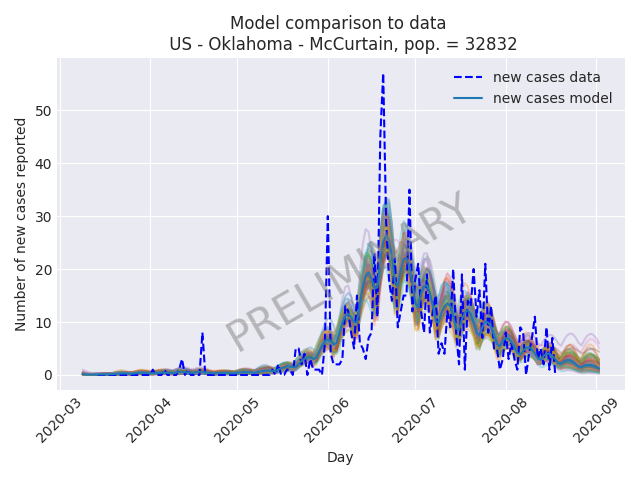 Model comparison to data
US - Oklahoma - McCurtain, pop. = 32832
new cases data
new cases model
Number of new cases reported
50
40
30
20
10
0
PRELIMINARY
2020-03
2020-04
2020-05
2020-06
2020-07
2020-08
2020-09
Day